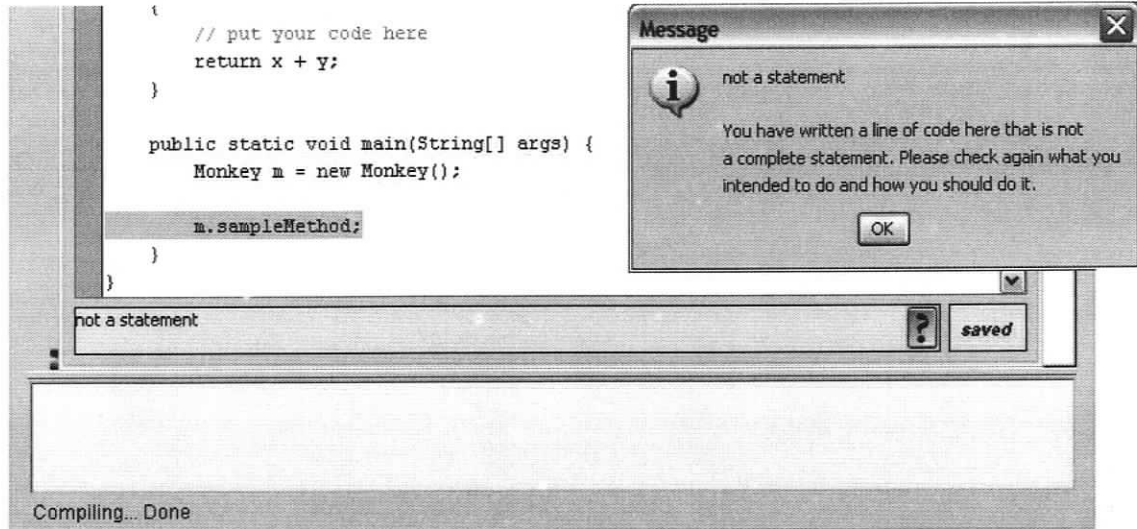 {
// put your code here
return x + y;
}
public static void main(String[] args) {
Monkey m = new Monkey();
m.sampleMethod;
}
}
not a statement
? saved
Compiling... Done
Message
not a statement
You have written a line of code here that is not
a complete statement. Please check again what you
intended to do and how you should do it.
OK